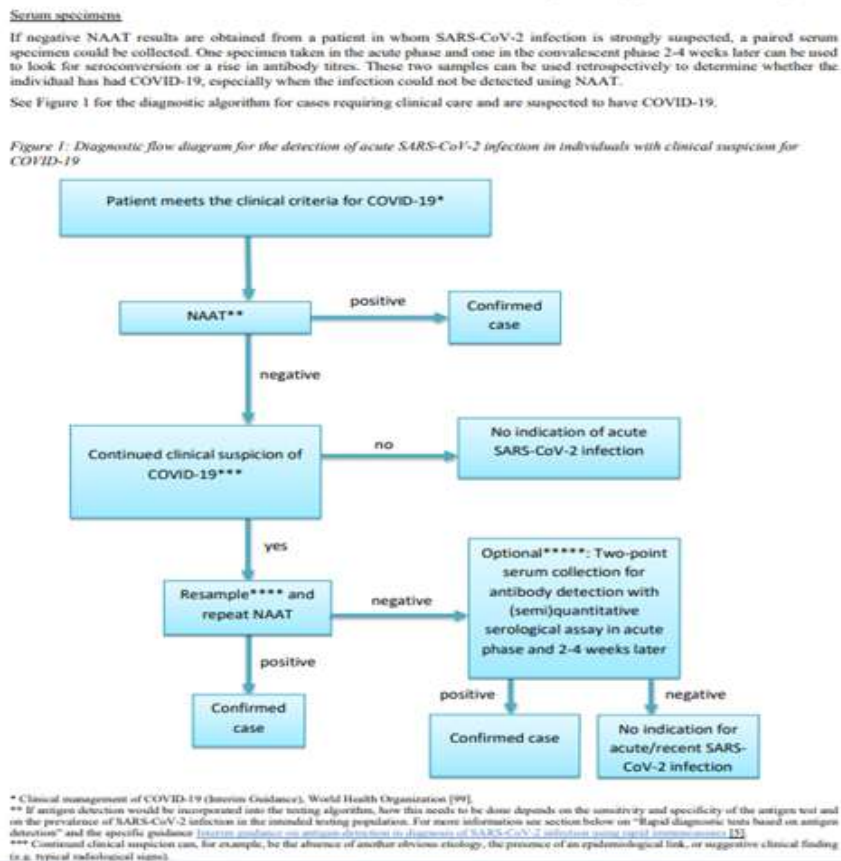 Serum specimens
If negative NAAT results are obtained from a patient in whom SARS-CoV-2 infection is strongly suspected, a paired serum
specimen could be collected. One specimen taken in the acute phase and one in the convalescent phase 2-4 weeks later can be used
to look for seroconversion or a rise in antibody titres. These two samples can be used retrospectively to determine whether the
individual has had COVID-19, especially when the infection could not be detected using NAAT.
See Figure 1 for the diagnostic algorithm for cases requiring clinical care and are suspected to have COVID-19.
Figure 1: Diagnostic flow diagram for the detection of acute SARS-CoV-2 infection in individuals with clinical suspicion for
COVID-19
Patient meets the clinical criteria for COVID-19*
NAAT**
positive
Confirmed
case
negative
Continued clinical suspicion of
COVID-19***
no
No indication of acute
SARS-CoV-2 infection
yes
Resample**** and
repeat NAAT
negative
Optional*****: Two-point
serum collection for
antibody detection with
(semi)quantitative
serological assay in acute
phase and 2-4 weeks later
positive
Confirmed
case
positive
Confirmed case
negative
No indication for
acute/recent SARS-
CoV-2 infection
* Clinical management of COVID-19 (Interim Guidance), World Health Organization [99].
** If antigen detection would be incorporated into the testing algorithm, how this needs to be done depends on the sensitivity and specificity of the antigen test and
on the prevalence of SARS-CoV-2 infection in the intended testing population. For more information see section below on "Rapid diagnostic tests based on antigen
detection" and the specific guidance Interim guidance on antigen-detection in diagnosis of SARS-CoV-2 infection using rapid immunoassays [5].
*** Continued clinical suspicion can, for example, be the absence of another obvious etiology, the presence of an epidemiological link, or suggestive clinical finding
(e.g. typical radiological signs).